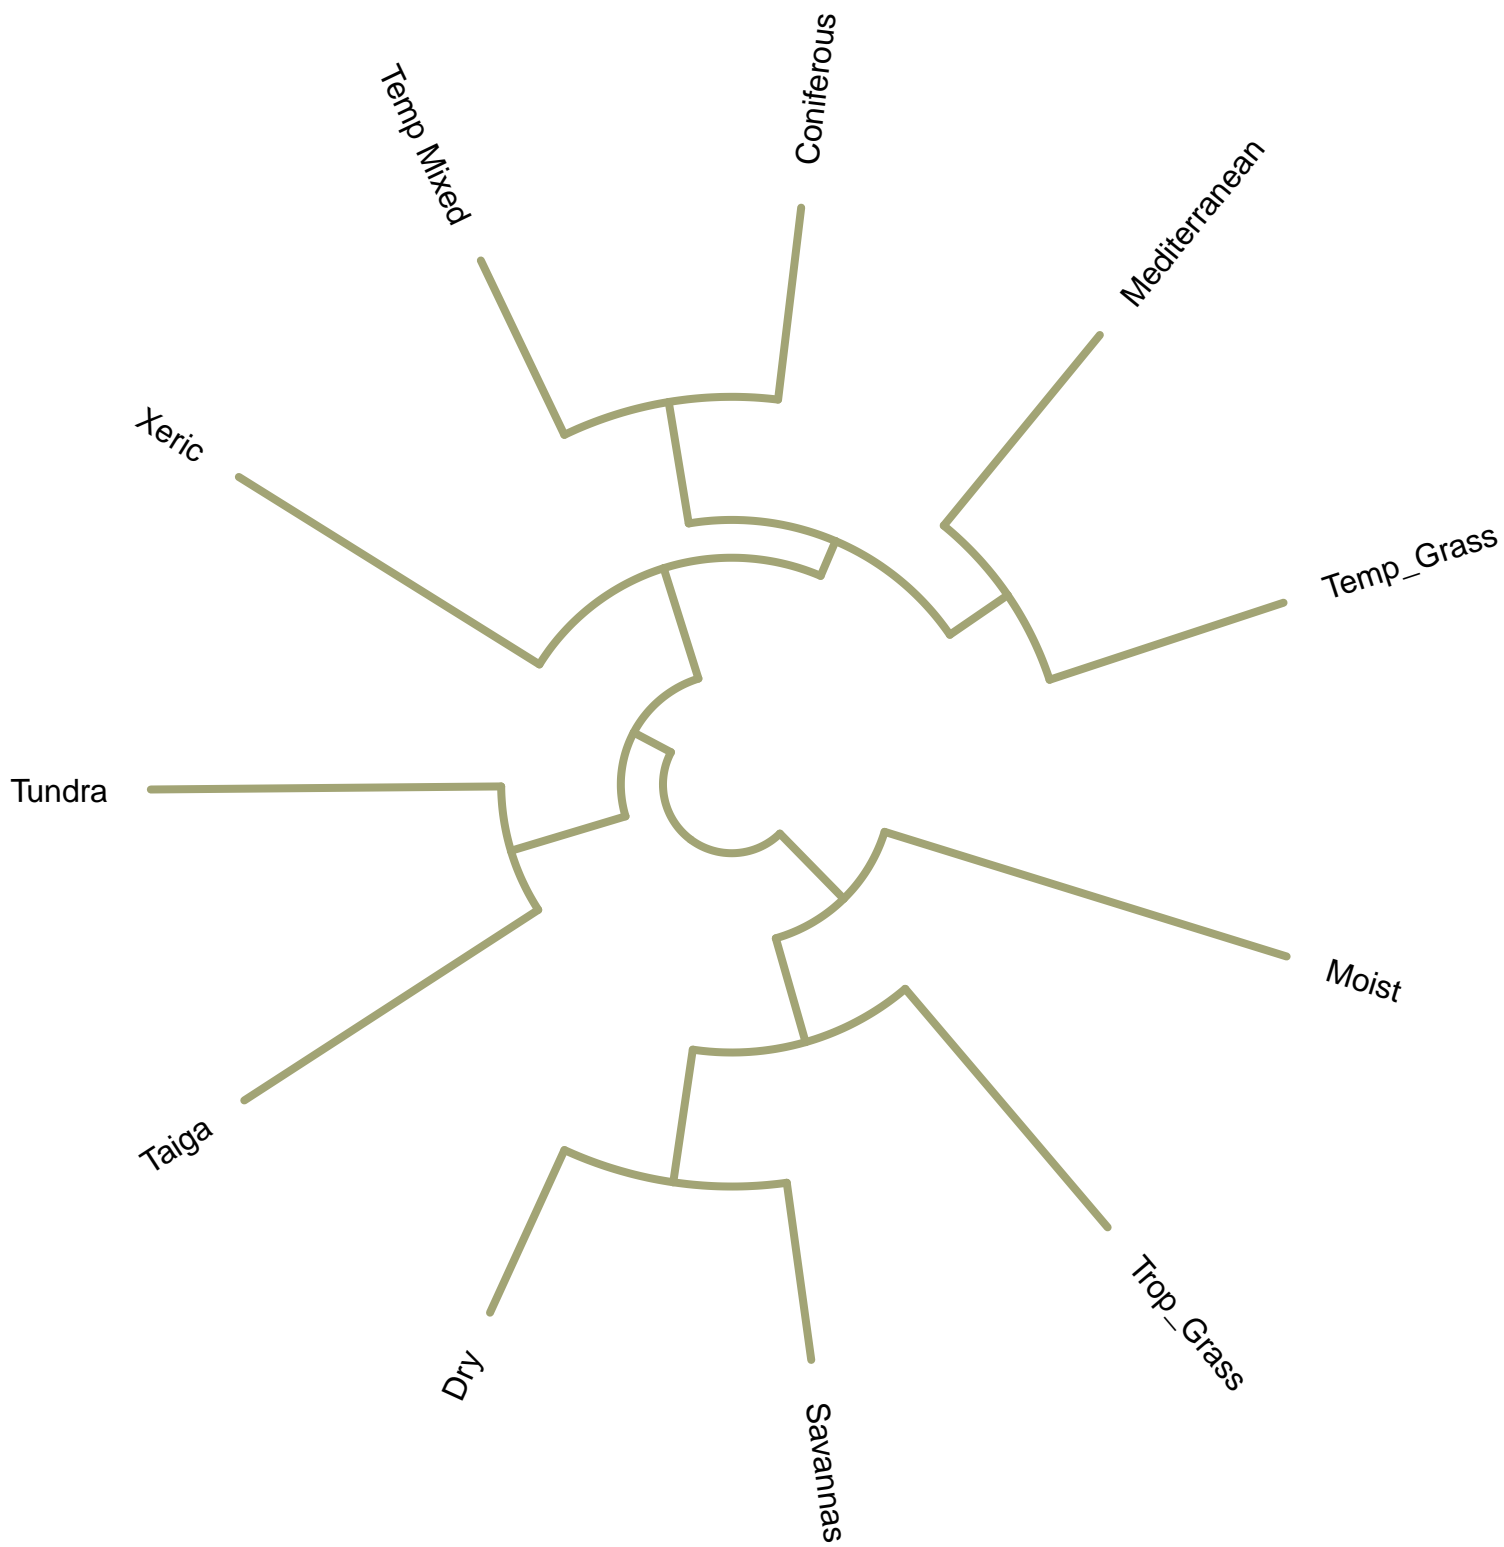 Coniferous
Temp Mixed
Mediterranean
Xeric
Temp_Grass
Tundra
Moist
Taiga
Trop_Grass
Dry
Savannas